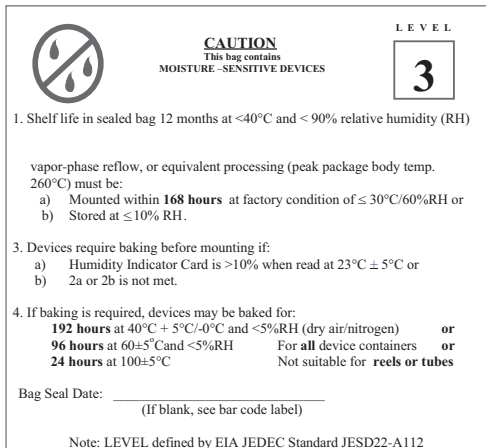 LEVEL
CAUTION
This bag contains
MOISTURE –SENSITIVE DEVICES
3
1. Shelf life in sealed bag 12 months at <40°C and < 90% relative humidity (RH)
vapor-phase reflow, or equivalent processing (peak package body temp.
260°C) must be:
a) Mounted within 168 hours at factory condition of ≤ 30°C/60%RH or
b) Stored at ≤10% RH.
3. Devices require baking before mounting if:
a) Humidity Indicator Card is >10% when read at 23°C ± 5°C or
b) 2a or 2b is not met.
4. If baking is required, devices may be baked for:
192 hours at 40°C + 5°C/-0°C and <5%RH (dry air/nitrogen) or
96 hours at 60±5°Cand <5%RH For all device containers or
24 hours at 100±5°C Not suitable for reels or tubes
Bag Seal Date: ______________________________
(If blank, see bar code label)
Note: LEVEL defined by EIA JEDEC Standard JESD22-A112